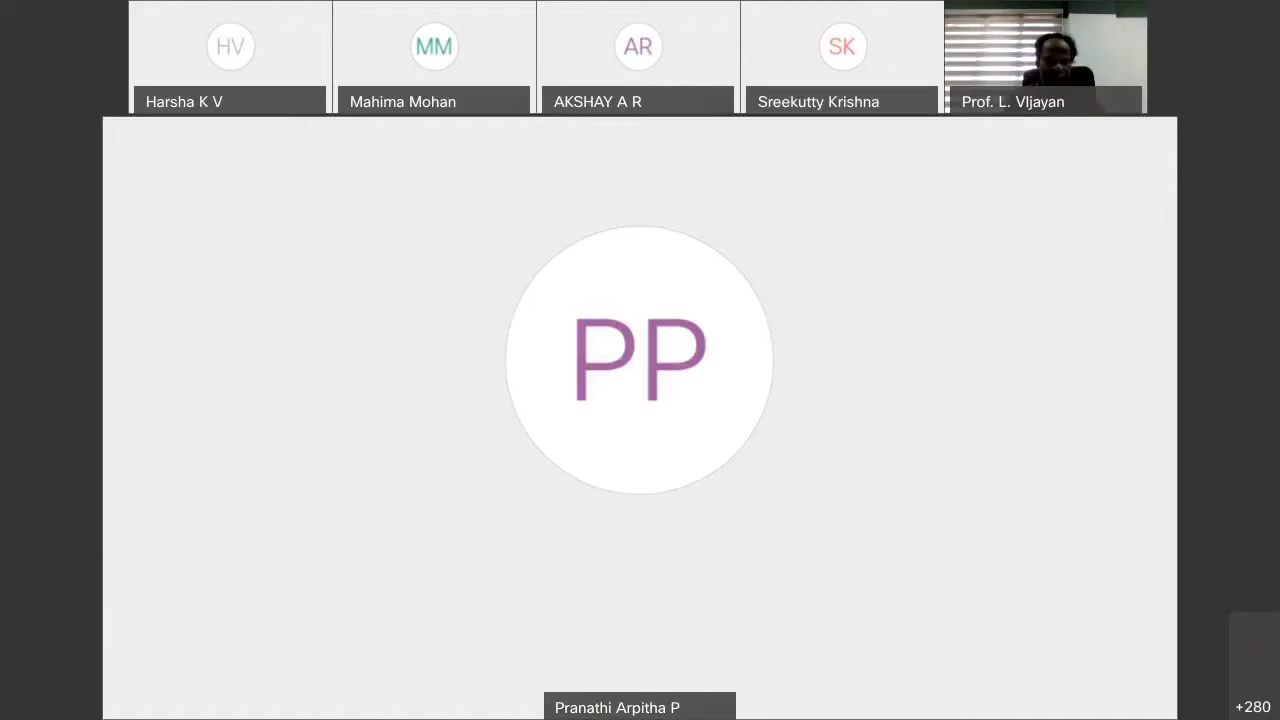 HV
MM
AR
SK
Harsha K V
Mahima Mohan
AKSHAY A R
Sreekutty Krishna
Prof. L. VIjayan
PP
Pranathi Arpitha P
+280